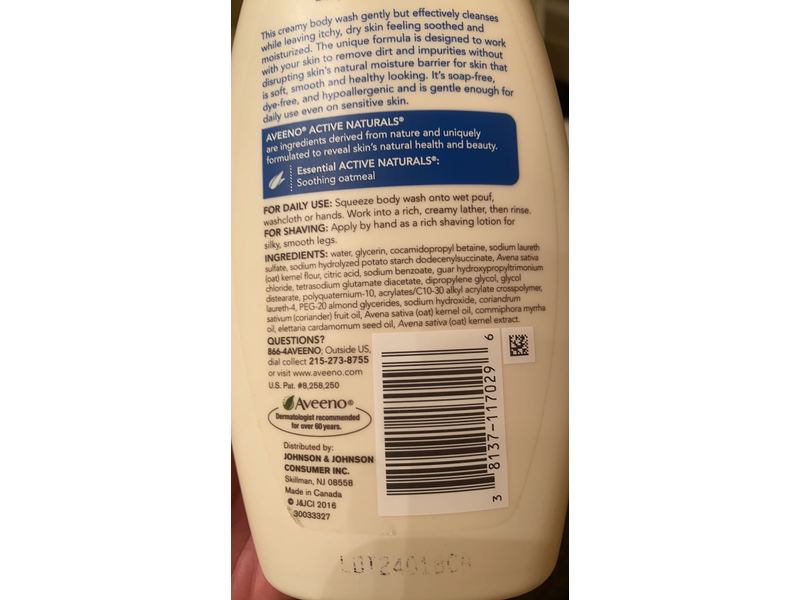 This creamy body wash gently but effectively cleanses
while leaving itchy, dry skin feeling soothed and
moisturized. The unique formula is designed to work
with your skin to remove dirt and impurities without
disrupting skin's natural moisture barrier for skin that
is soft, smooth and healthy looking. It's soap-free,
dye-free, and hypoallergenic and is gentle enough for
daily use even on sensitive skin.
AVEENO® ACTIVE NATURALS®
are ingredients derived from nature and uniquely
formulated to reveal skin's natural health and beauty.
Essential ACTIVE NATURALS®:
Soothing oatmeal
FOR DAILY USE: Squeeze body wash onto wet pouf,
washcloth or hands. Work into a rich, creamy lather, then rinse.
FOR SHAVING: Apply by hand as a rich shaving lotion for
silky, smooth legs.
INGREDIENTS: water, glycerin, cocamidopropyl betaine, sodium laureth
sulfate, sodium hydrolyzed potato starch dodecenylsuccinate, Avena sativa
(oat) kernel flour, citric acid, sodium benzoate, guar hydroxypropyltrimonium
chloride, tetrasodium glutamate diacetate, dipropylene glycol, glycol
distearate, polyquaternium-10, acrylates/C10-30 alkyl acrylate crosspolymer,
laureth-4, PEG-20 almond glycerides, sodium hydroxide, coriandrum
sativum (coriander) fruit oil, Avena sativa (oat) kernel oil, commiphora myrrha
oil, elettaria cardamomum seed oil, Avena sativa (oat) kernel extract.
QUESTIONS?
866-4AVEENO; Outside US,
dial collect 215-273-8755
or visit www.aveeno.com
U.S. Pat. #8,258,250
Aveeno®
Dermatologist recommended
for over 60 years.
Distributed by:
JOHNSON & JOHNSON
CONSUMER INC.
Skillman, NJ 08558
Made in Canada
© J&JCI 2016
30033327
3 8137-117029 6